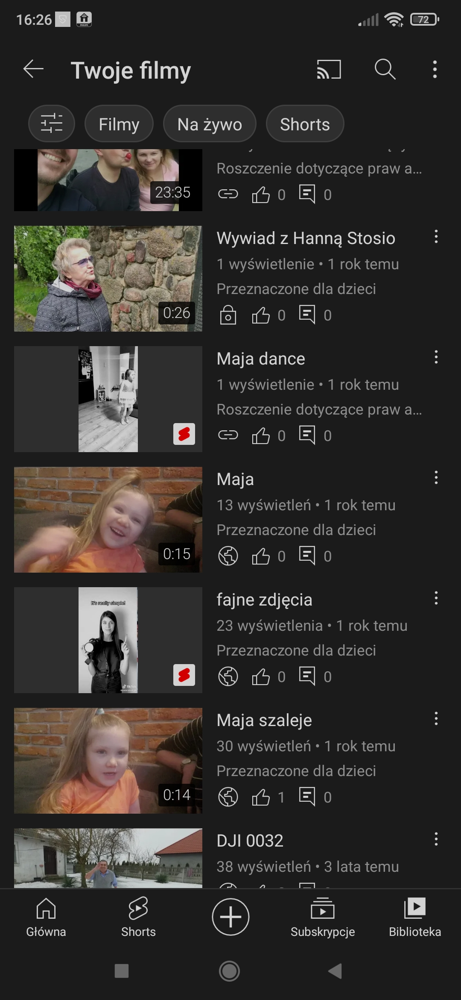 16:26
72
Twoje filmy
Filmy
Na żywo
Shorts
23:35
Roszczenie dotyczące praw a...
0
0
0:26
Wywiad z Hanną Stosio
1 wyświetlenie • 1 rok temu
Przeznaczone dla dzieci
0
0
Maja dance
1 wyświetlenie • 1 rok temu
Roszczenie dotyczące praw a...
0
0
0:15
Maja
13 wyświetleń • 1 rok temu
Przeznaczone dla dzieci
0
0
It's really simple!
TikTok
fajne zdjęcia
23 wyświetlenia • 1 rok temu
Przeznaczone dla dzieci
0
0
0:14
Maja szaleje
30 wyświetleń • 1 rok temu
Przeznaczone dla dzieci
1
0
DJI 0032
38 wyświetleń • 3 lata temu
Główna
Shorts
Subskrypcje
Biblioteka